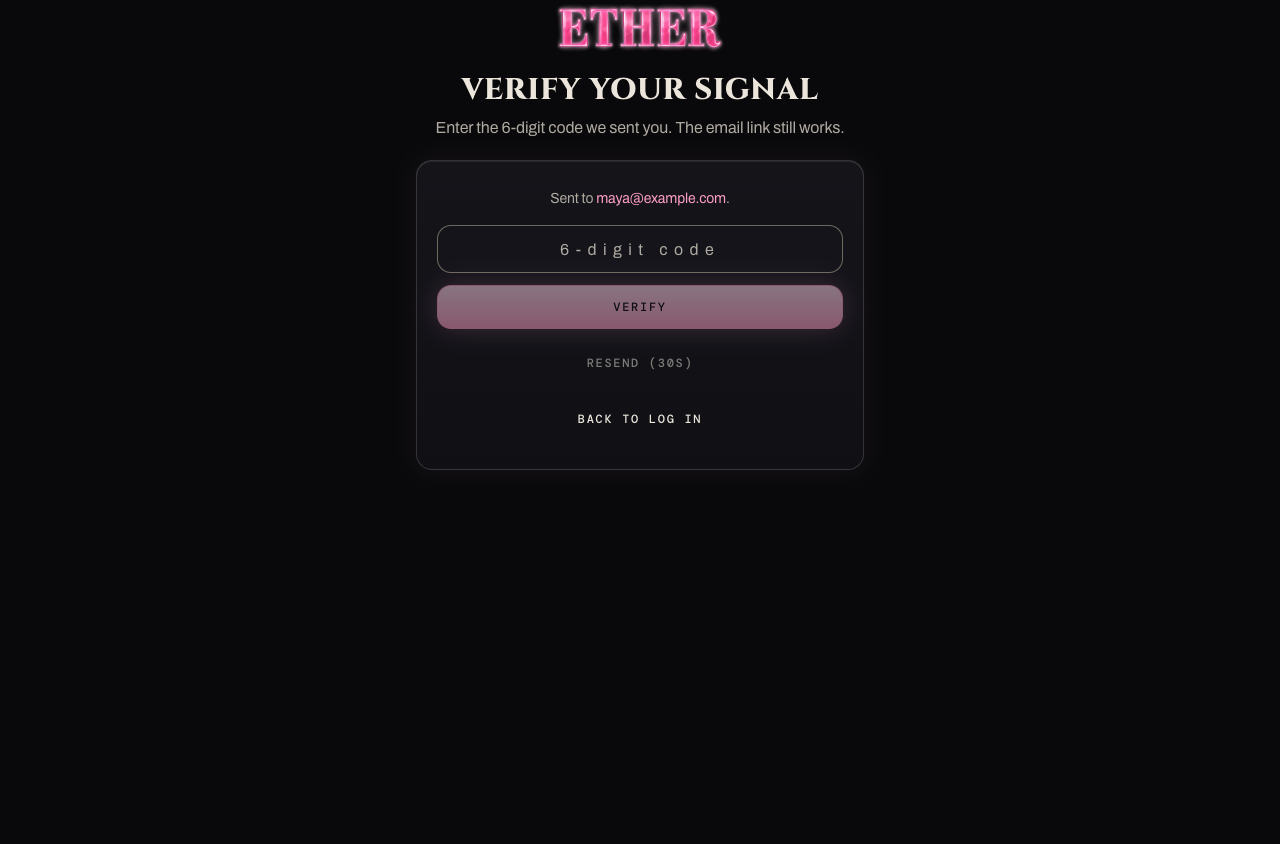 ETHER
VERIFY YOUR SIGNAL
Enter the 6-digit code we sent you. The email link still works.
Sent to maya@example.com.
6-digit code
VERIFY
RESEND (30S)
BACK TO LOG IN